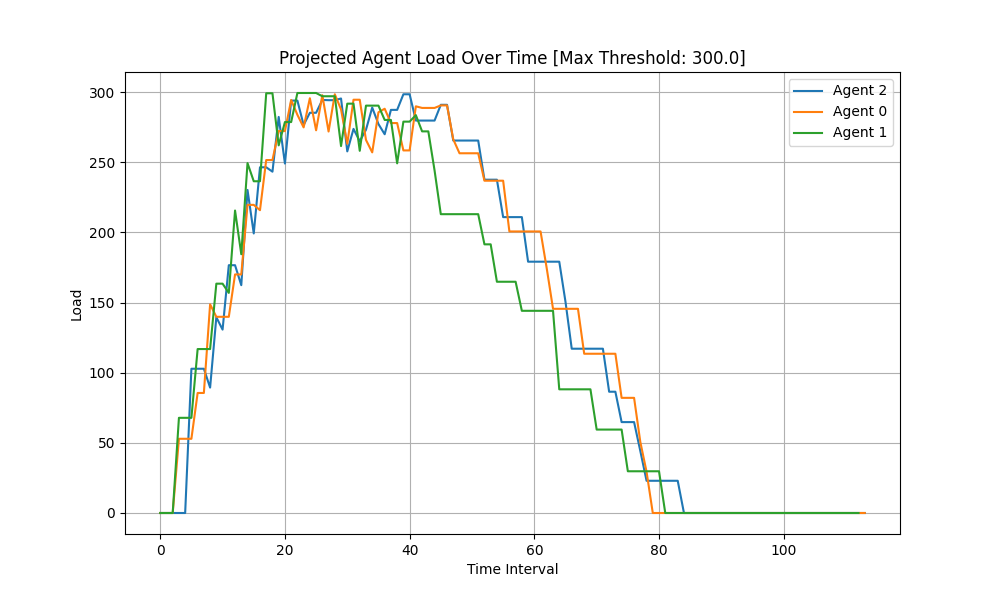 Projected Agent Load Over Time [Max Threshold: 300.0]
Agent 2
Agent 0
Agent 1
Load
300
250
200
150
100
50
0
0 20 40 60 80 100
Time Interval